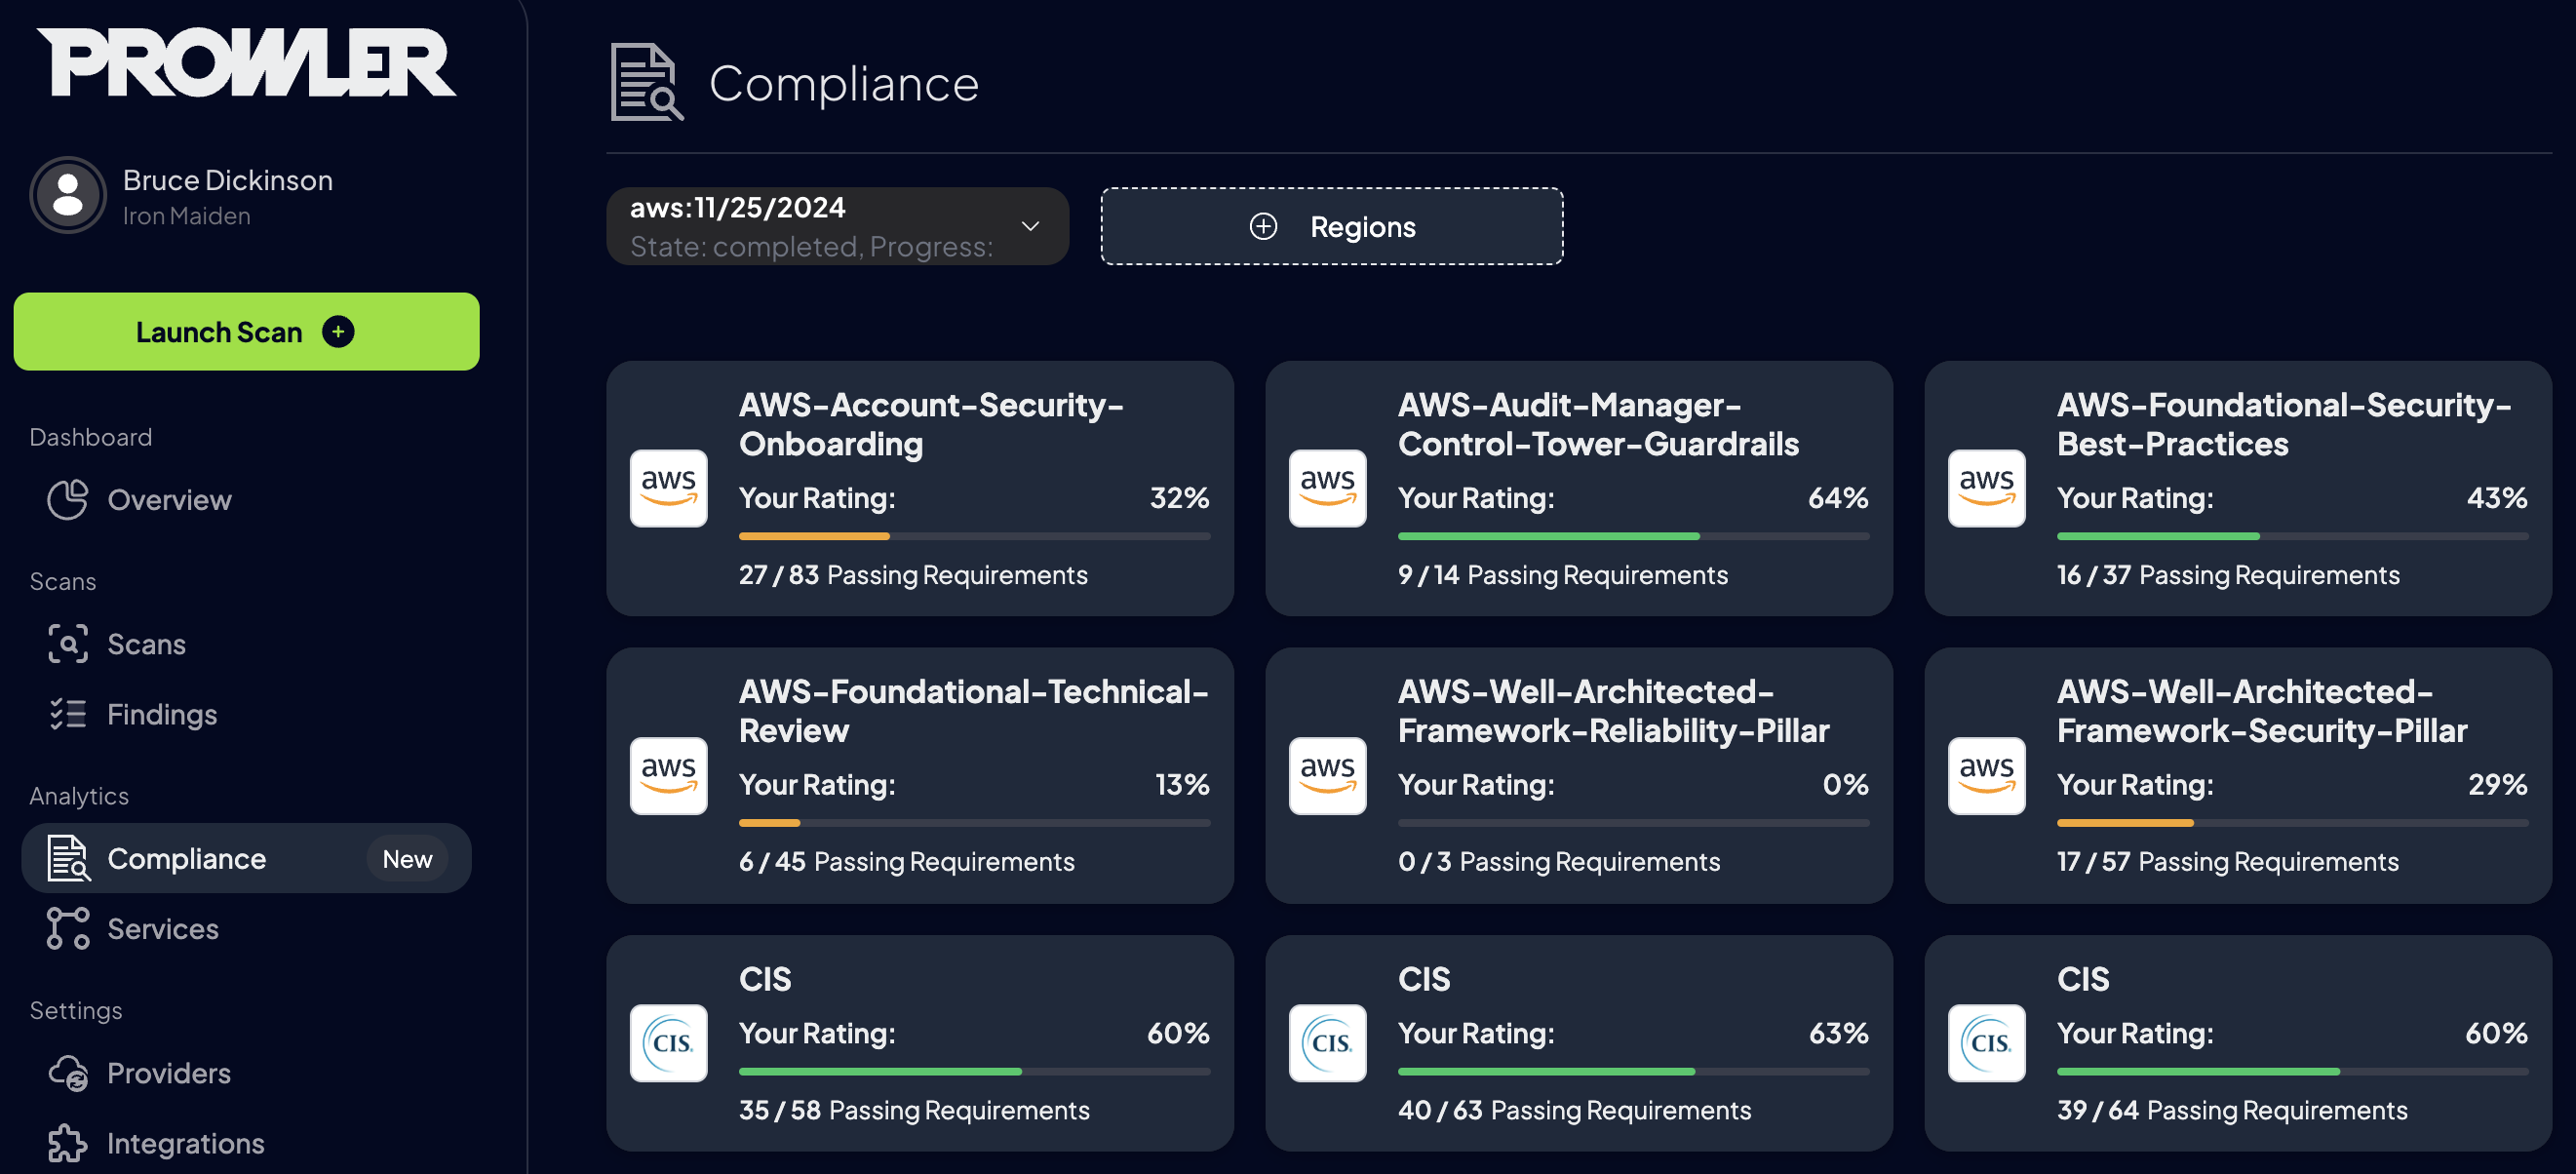 PROWLER
Bruce Dickinson
Iron Maiden
Launch Scan
Dashboard
Overview
Scans
Scans
Findings
Analytics
Compliance New
Services
Settings
Providers
Integrations
Compliance
aws:11/25/2024
State: completed, Progress:
Regions
aws
AWS-Account-Security-
Onboarding
Your Rating: 32%
27 / 83 Passing Requirements
aws
AWS-Audit-Manager-
Control-Tower-Guardrails
Your Rating: 64%
9 / 14 Passing Requirements
aws
AWS-Foundational-Security-
Best-Practices
Your Rating: 43%
16 / 37 Passing Requirements
aws
AWS-Foundational-Technical-
Review
Your Rating: 13%
6 / 45 Passing Requirements
aws
AWS-Well-Architected-
Framework-Reliability-Pillar
Your Rating: 0%
0 / 3 Passing Requirements
aws
AWS-Well-Architected-
Framework-Security-Pillar
Your Rating: 29%
17 / 57 Passing Requirements
CIS.
CIS
Your Rating: 60%
35 / 58 Passing Requirements
CIS.
CIS
Your Rating: 63%
40 / 63 Passing Requirements
CIS.
CIS
Your Rating: 60%
39 / 64 Passing Requirements